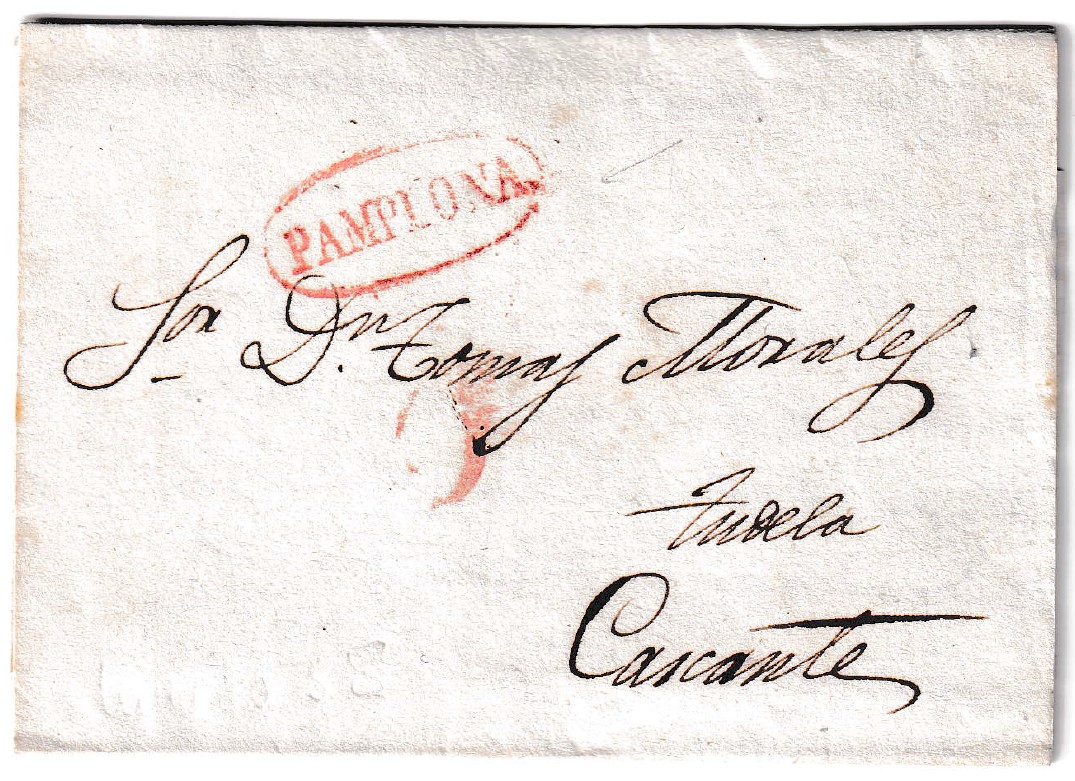 PAMPLONA
Sor Dn. Tomas Morales
Tudela
Cascante